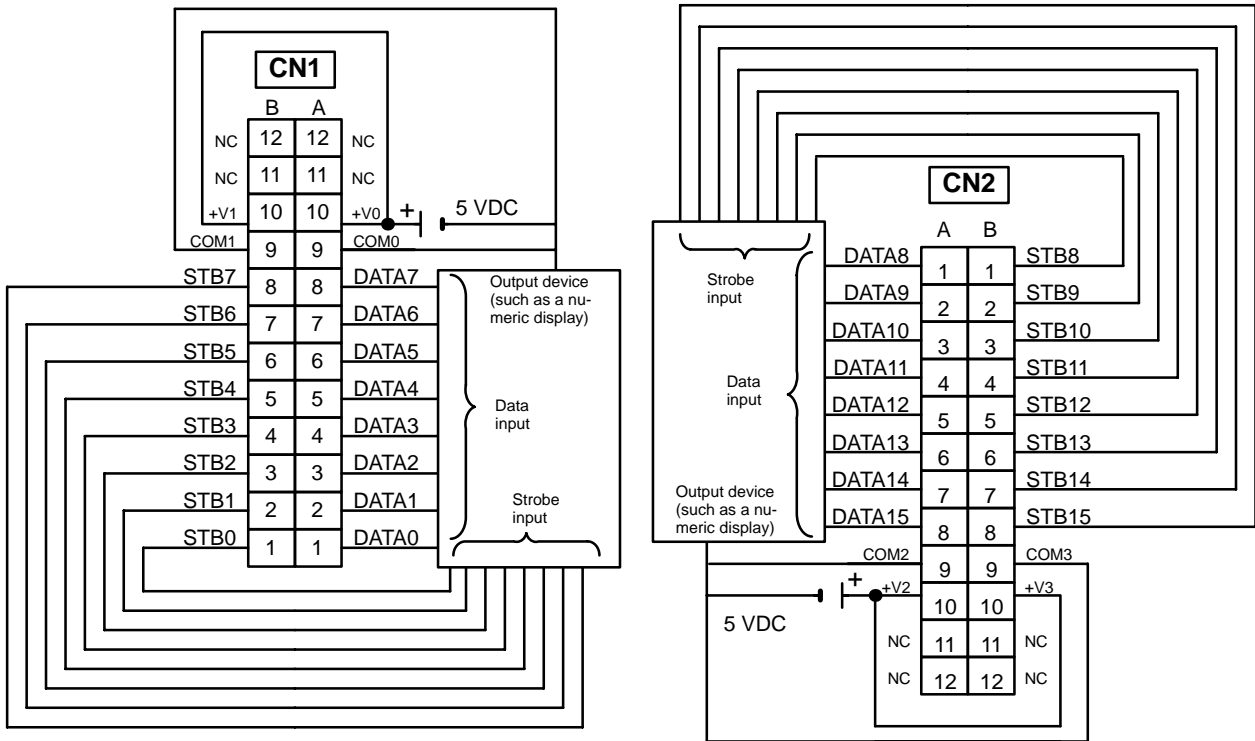 CN1
B A
NC 12 12 NC
NC 11 11 NC
+V1 10 10 +V0 + 5 VDC
COM1 9 9 COM0
STB7 8 8 DATA7
STB6 7 7 DATA6
STB5 6 6 DATA5
STB4 5 5 DATA4
STB3 4 4 DATA3
STB2 3 3 DATA2
STB1 2 2 DATA1
STB0 1 1 DATA0
Output device
(such as a nu-
meric display)
Data
input
Strobe
input
CN2
A B
DATA8 1 1 STB8
DATA9 2 2 STB9
DATA10 3 3 STB10
DATA11 4 4 STB11
DATA12 5 5 STB12
DATA13 6 6 STB13
DATA14 7 7 STB14
DATA15 8 8 STB15
COM2 9 9 COM3
+ +V2 10 10 +V3
5 VDC
NC 11 11 NC
NC 12 12 NC
Strobe
input
Data
input
Output device
(such as a nu-
meric display)